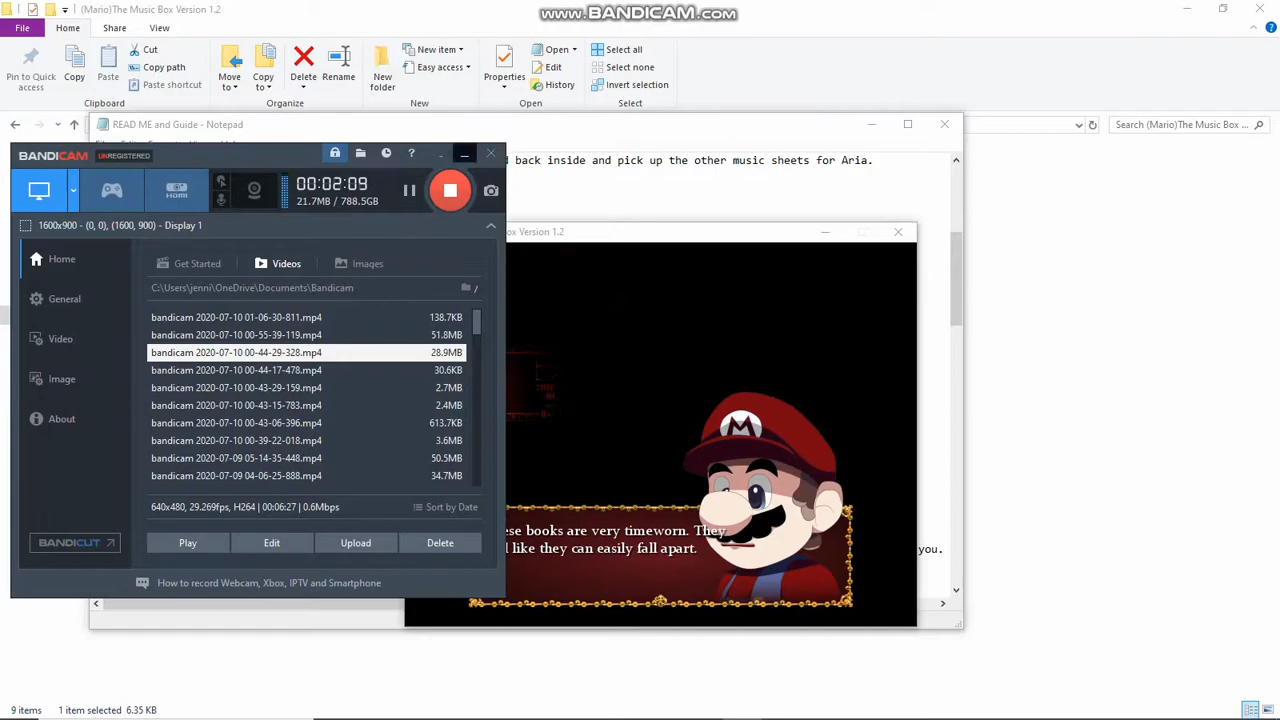 (Mario)The Music Box Version 1.2
www.BANDICAM.com
File
Home
Share
View
Pin to Quick access
Copy
Paste
Cut
Copy path
Paste shortcut
Clipboard
Move to
Copy to
Delete
Rename
Organize
New folder
New item
Easy access
New
Properties
Open
Edit
History
Open
Select all
Select none
Invert selection
Select
READ ME and Guide - Notepad
Search (Mario)The Music Box ...
d back inside and pick up the other music sheets for Aria.
BANDICAM UNREGISTERED
HDMI
00:02:09
21.7MB / 788.5GB
1600x900 - (0, 0), (1600, 900) - Display 1
Home
General
Video
Image
About
BANDICUT
Get Started
Videos
Images
C:\Users\jenni\OneDrive\Documents\Bandicam
bandicam 2020-07-10 01-06-30-811.mp4 138.7KB
bandicam 2020-07-10 00-55-39-119.mp4 51.8MB
bandicam 2020-07-10 00-44-29-328.mp4 28.9MB
bandicam 2020-07-10 00-44-17-478.mp4 30.6KB
bandicam 2020-07-10 00-43-29-159.mp4 2.7MB
bandicam 2020-07-10 00-43-15-783.mp4 2.4MB
bandicam 2020-07-10 00-43-06-396.mp4 613.7KB
bandicam 2020-07-10 00-39-22-018.mp4 3.6MB
bandicam 2020-07-09 05-14-35-448.mp4 50.5MB
bandicam 2020-07-09 04-06-25-888.mp4 34.7MB
640x480, 29.269fps, H264 | 00:06:27 | 0.6Mbps
Sort by Date
Play
Edit
Upload
Delete
How to record Webcam, Xbox, IPTV and Smartphone
ox Version 1.2
M
ese books are very timeworn. They
l like they can easily fall apart.
you.
9 items
1 item selected 6.35 KB